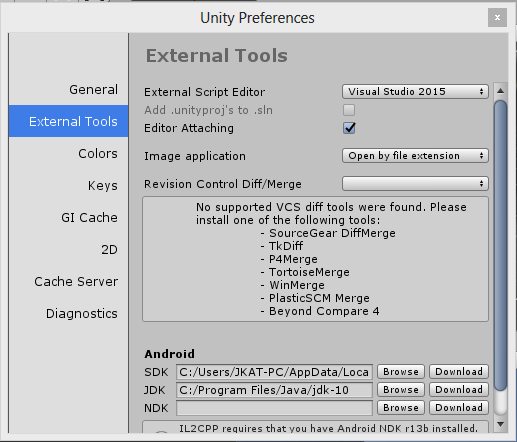 Unity Preferences
x
External Tools
General
External Tools
Colors
Keys
GI Cache
2D
Cache Server
Diagnostics
External Script Editor Visual Studio 2015
Add .unityproj's to .sln
Editor Attaching
Image application Open by file extension
Revision Control Diff/Merge
No supported VCS diff tools were found. Please
install one of the following tools:
- SourceGear DiffMerge
- TkDiff
- P4Merge
- TortoiseMerge
- WinMerge
- PlasticSCM Merge
- Beyond Compare 4
Android
SDK C:/Users/JKAT-PC/AppData/Loca Browse Download
JDK C:/Program Files/Java/jdk-10 Browse Download
NDK Browse Download
IL2CPP requires that you have Android NDK r13b installed.